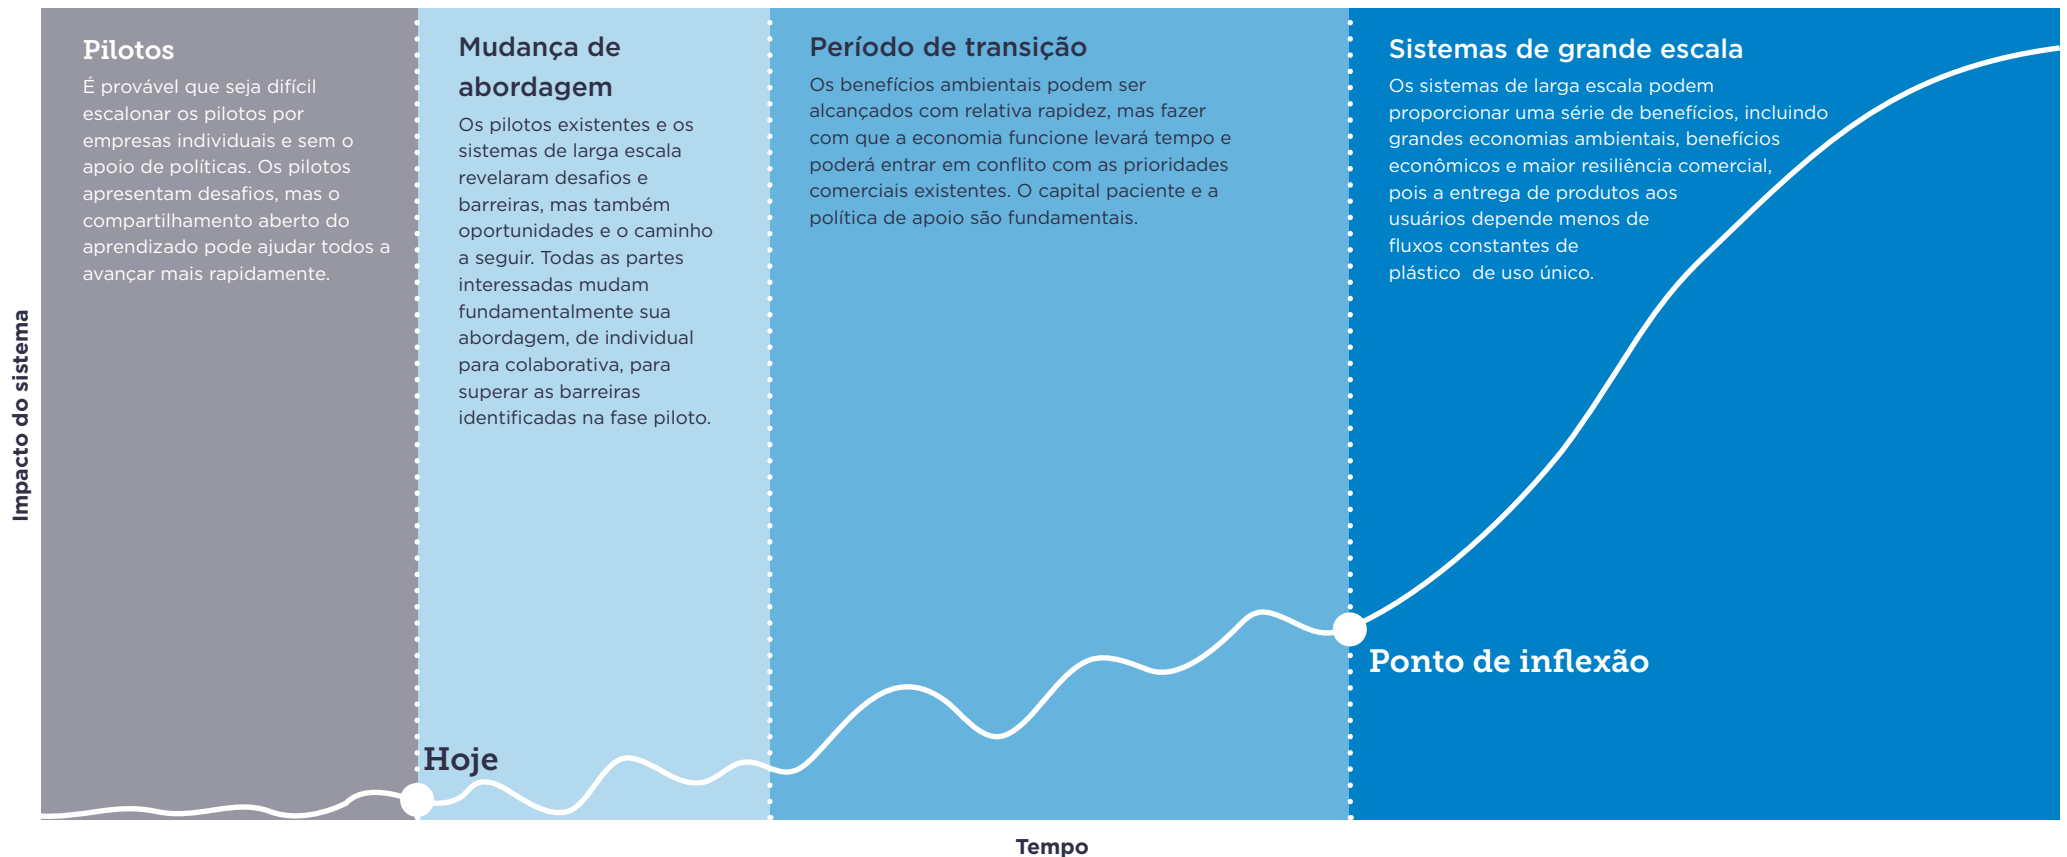 Pilotos
É provável que seja difícil
escalonar os pilotos por
empresas individuais e sem o
apoio de políticas. Os pilotos
apresentam desafios, mas o
compartilhamento aberto do
aprendizado pode ajudar todos a
avançar mais rapidamente.
Mudança de
abordagem
Os pilotos existentes e os
sistemas de larga escala
revelaram desafios e
barreiras, mas também
oportunidades e o caminho
a seguir. Todas as partes
interessadas mudam
fundamentalmente sua
abordagem, de individual
para colaborativa, para
superar as barreiras
identificadas na fase piloto.
Período de transição
Os benefícios ambientais podem ser
alcançados com relativa rapidez, mas fazer
com que a economia funcione levará tempo e
poderá entrar em conflito com as prioridades
comerciais existentes. O capital paciente e a
política de apoio são fundamentais.
Sistemas de grande escala
Os sistemas de larga escala podem
proporcionar uma série de benefícios, incluindo
grandes economias ambientais, benefícios
econômicos e maior resiliência comercial,
pois a entrega de produtos aos
usuários depende menos de
fluxos constantes de
plástico  de uso único.
Impacto do sistema
Ponto de inflexão
Hoje
Tempo